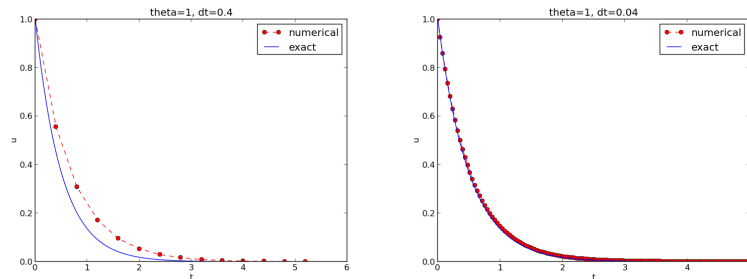 theta=1, dt=0.4
1.0
0.8
0.6
0.4
0.2
0.0
u
0 1 2 3 4 5 6
t
numerical
exact
theta=1, dt=0.04
1.0
0.8
0.6
0.4
0.2
0.0
u
0 1 2 3 4
t
numerical
exact